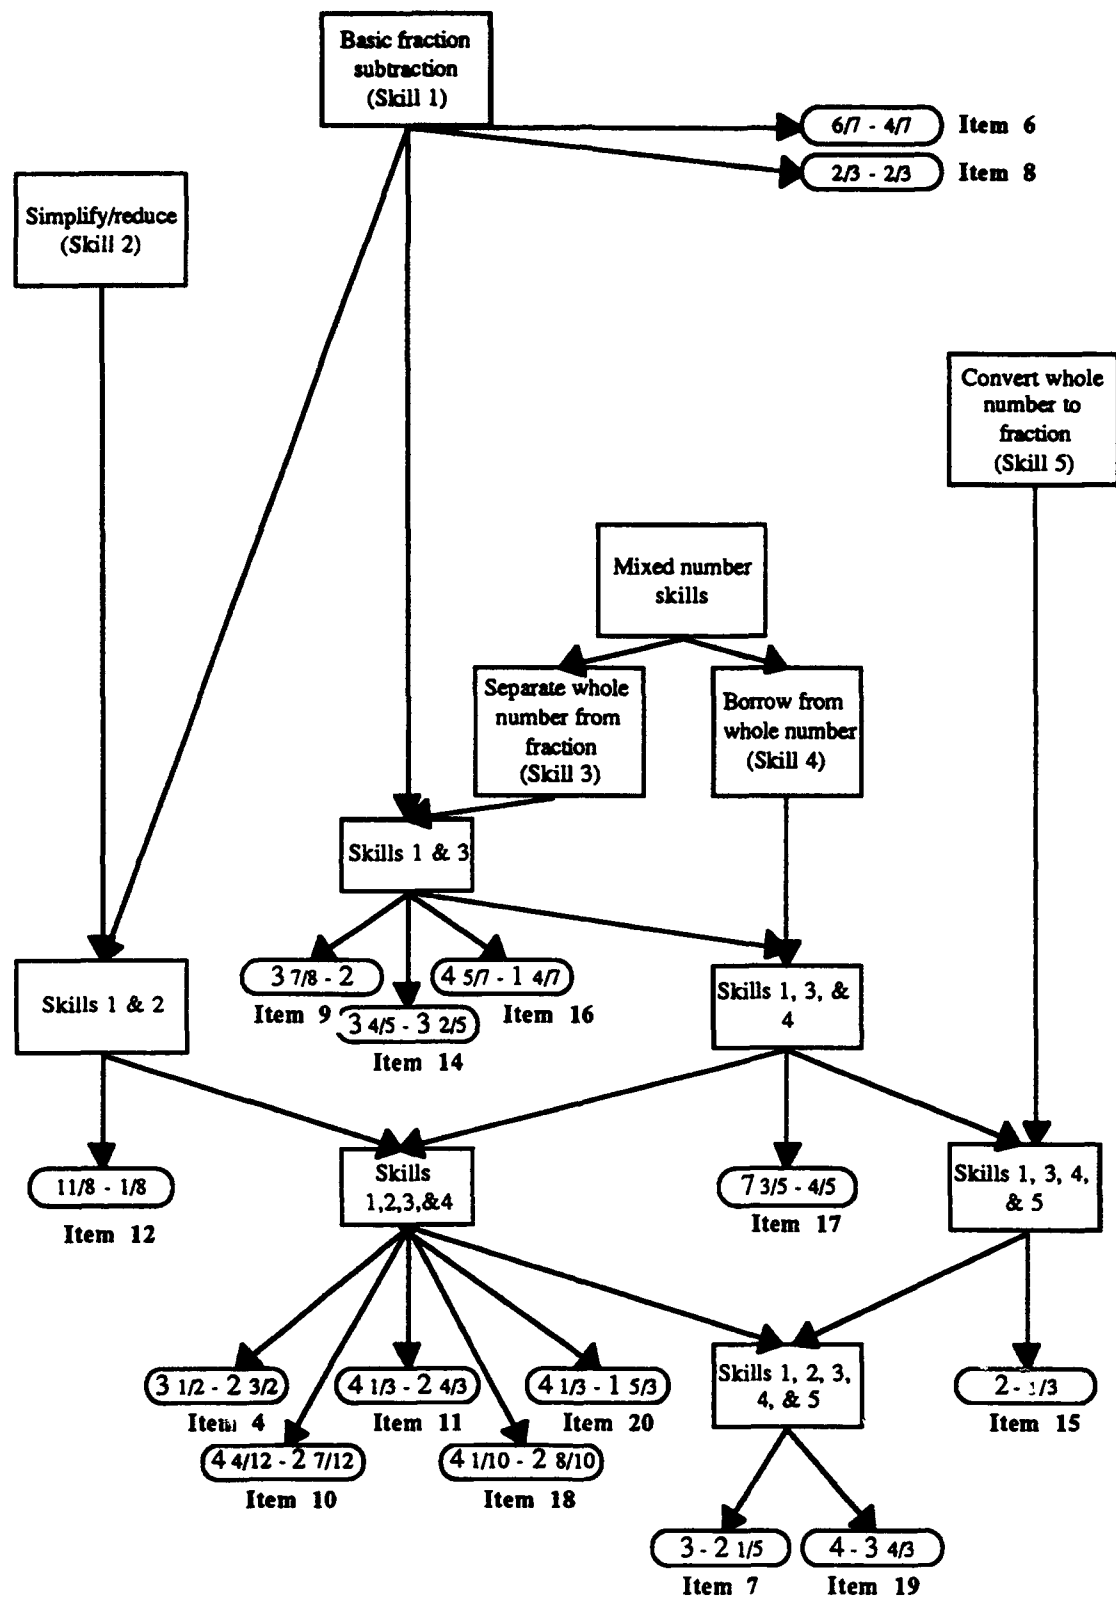 Basic fraction
subtraction
(Skill 1)
6/7 - 4/7 Item 6
2/3 - 2/3 Item 8
Simplify/reduce
(Skill 2)
Convert whole
number to
fraction
(Skill 5)
Mixed number
skills
Separate whole
number from
fraction
(Skill 3)
Borrow from
whole number
(Skill 4)
Skills 1 & 3
3 7/8 - 2
Item 9
4 5/7 - 1 4/7
Item 16
3 4/5 - 3 2/5
Item 14
Skills 1 & 2
Skills 1, 3, &
4
11/8 - 1/8
Item 12
Skills
1,2,3,&4
7 3/5 - 4/5
Item 17
Skills 1, 3, 4,
& 5
3 1/2 - 2 3/2
Item 4
4 1/3 - 2 4/3
Item 11
4 1/3 - 1 5/3
Item 20
4 4/12 - 2 7/12
Item 10
4 1/10 - 2 8/10
Item 18
Skills 1, 2, 3,
4, & 5
2 - 1/3
Item 15
3 - 2 1/5
Item 7
4 - 3 4/3
Item 19